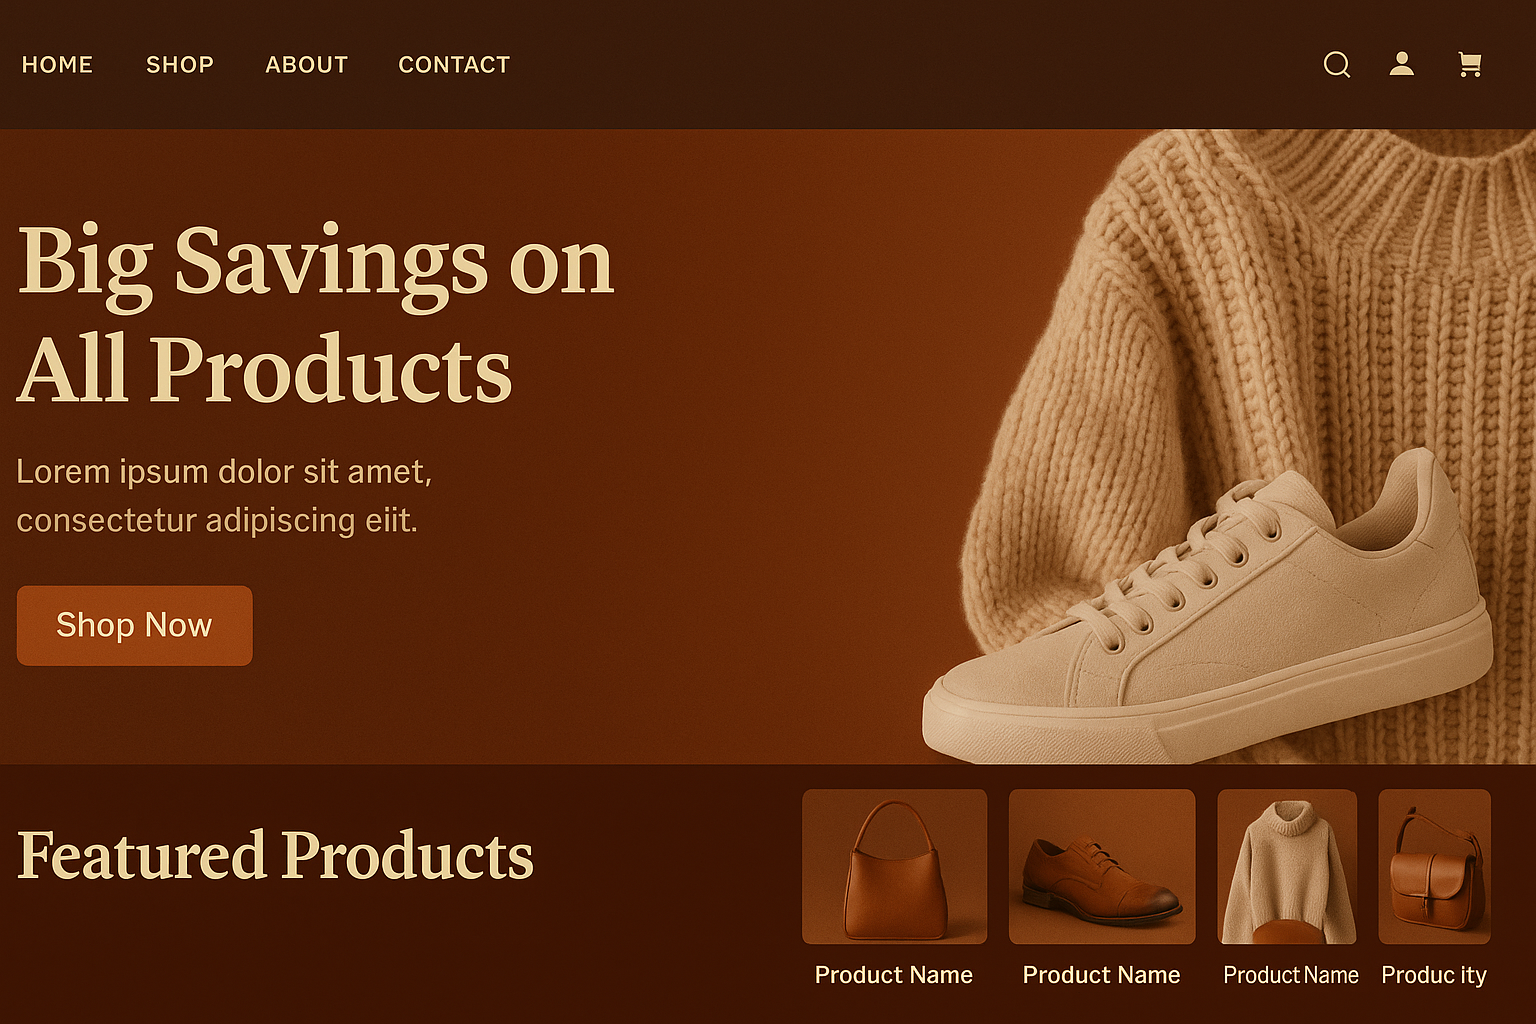 HOME SHOP ABOUT CONTACT
Big Savings on
All Products
Lorem ipsum dolor sit amet,
consectetur adipiscing eiit.
Shop Now
Featured Products
Product Name Product Name Product Name Produc ity